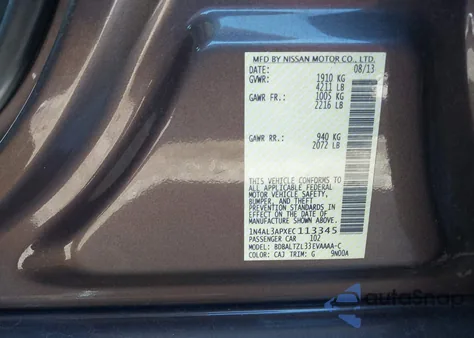 MFD BY NISSAN MOTOR CO., LTD.
DATE: 08/13
GVWR: 1910 KG
4211 LB
GAWR FR: 1005 KG
2216 LB
GAWR RR: 940 KG
2072 LB
THIS VEHICLE CONFORMS TO
ALL APPLICABLE FEDERAL
MOTOR VEHICLE SAFETY,
BUMPER, AND THEFT
PREVENTION STANDARDS IN
EFFECT ON THE DATE OF
MANUFACTURE SHOWN ABOVE.
1N4AL3APXEC113345
PASSENGER CAR 102
MODEL: BDBALTZL33EVAAAA-C
COLOR: CAJ TRIM: G 9N00A
autoSnap